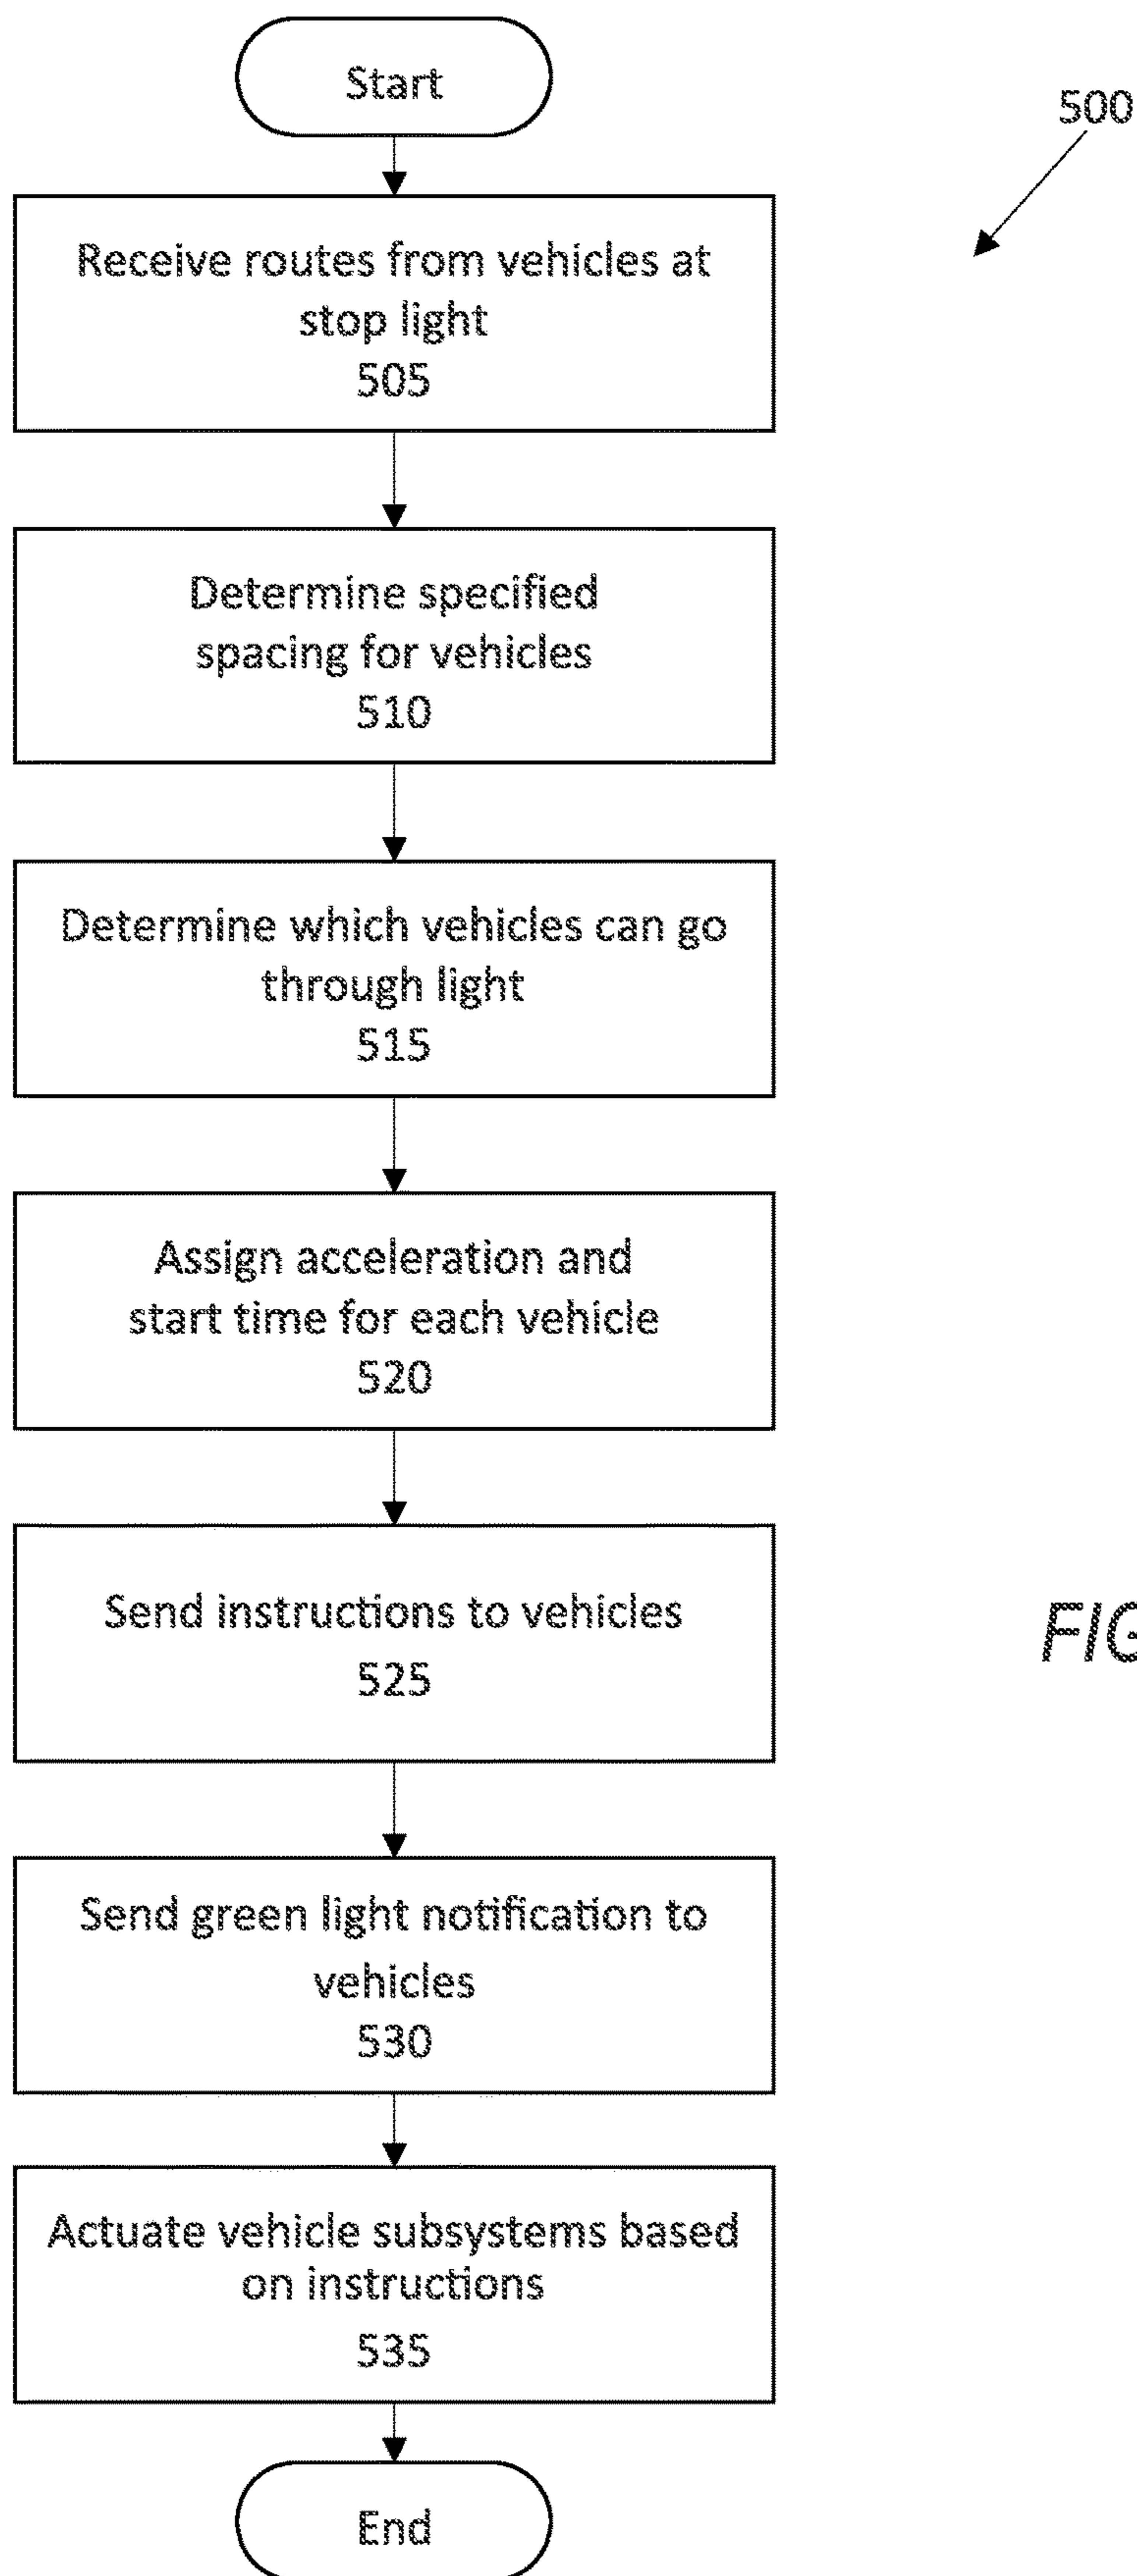 Start
500
Receive routes from vehicles at
stop light
505
Determine specified
spacing for vehicles
510
Determine which vehicles can go
through light
515
Assign acceleration and
start time for each vehicle
520
Send instructions to vehicles
525
FIG
Send green light notification to
vehicles
530
Actuate vehicle subsystems based
on instructions
535
End